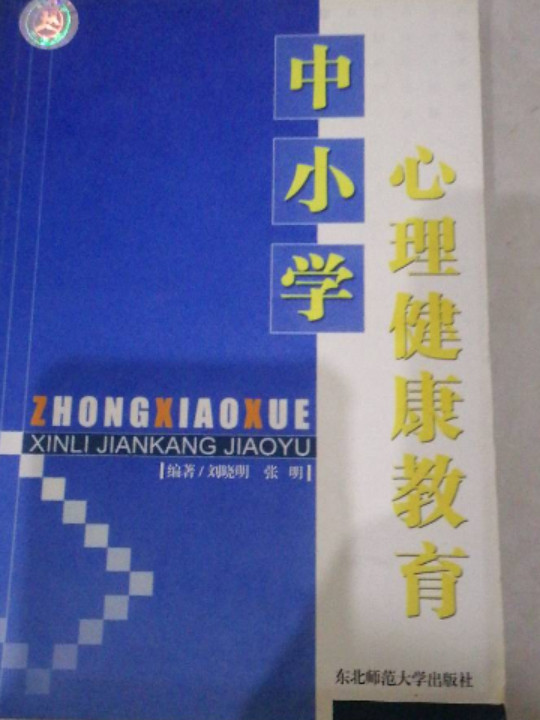 中小学
心理健康教育
ZHONGXIAOXUE
XINLI JIANKANG JIAOYU
编著/刘晓明 张 明
东北师范大学出版社